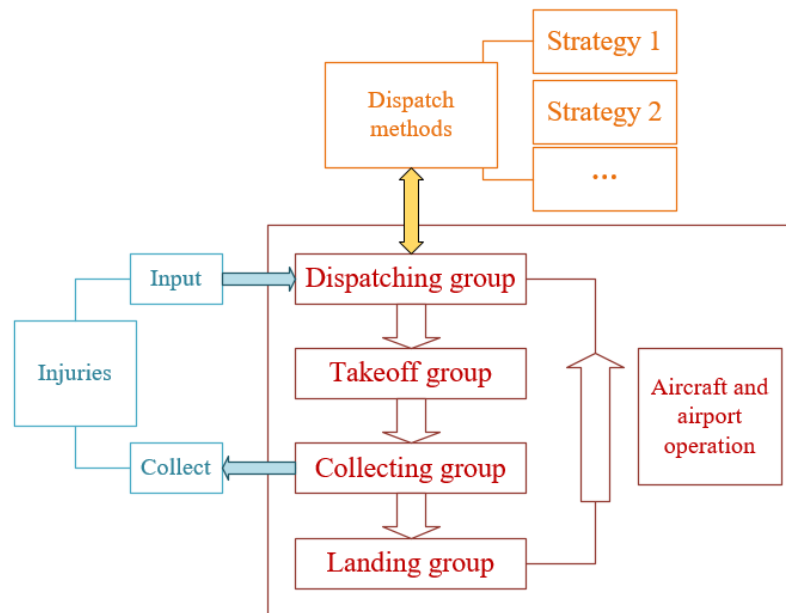 Strategy 1
Dispatch
methods
Strategy 2
...
Input
Dispatching group
Injuries
Takeoff group
Aircraft and
airport
operation
Collect
Collecting group
Landing group